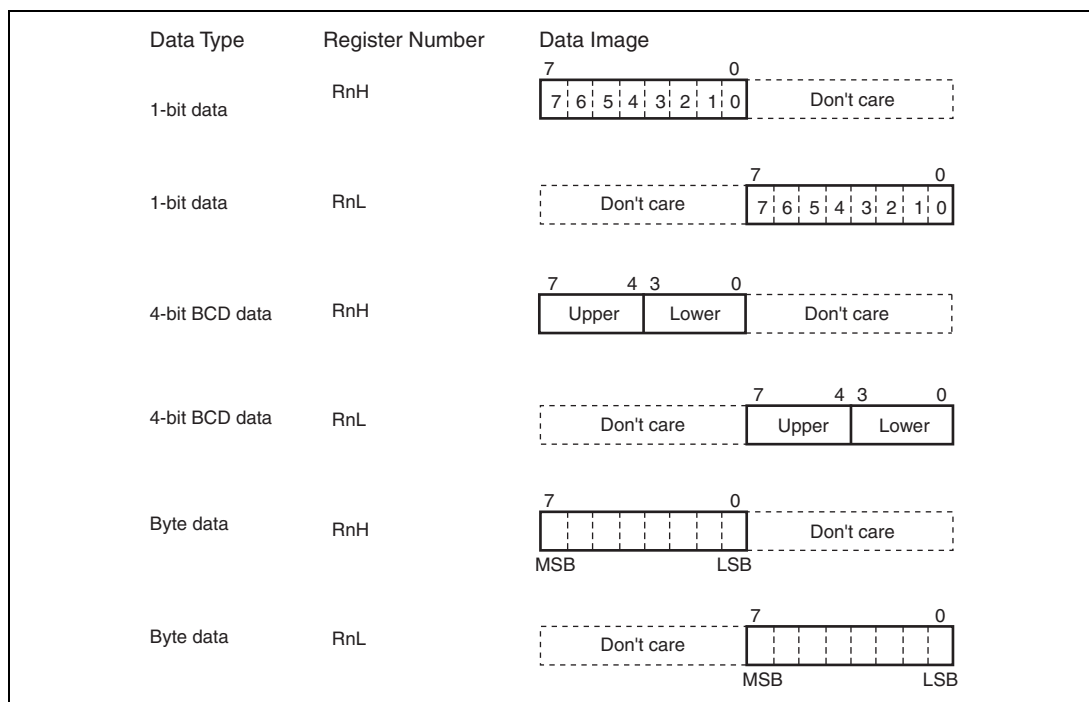 Data Type Register Number Data Image
7 0
1-bit data RnH 7 6 5 4 3 2 1 0 Don't care
7 0
1-bit data RnL Don't care 7 6 5 4 3 2 1 0
7 4 3 0
4-bit BCD data RnH Upper Lower Don't care
7 4 3 0
4-bit BCD data RnL Don't care Upper Lower
7 0
Byte data RnH Don't care
MSB LSB
7 0
Byte data RnL Don't care
MSB LSB